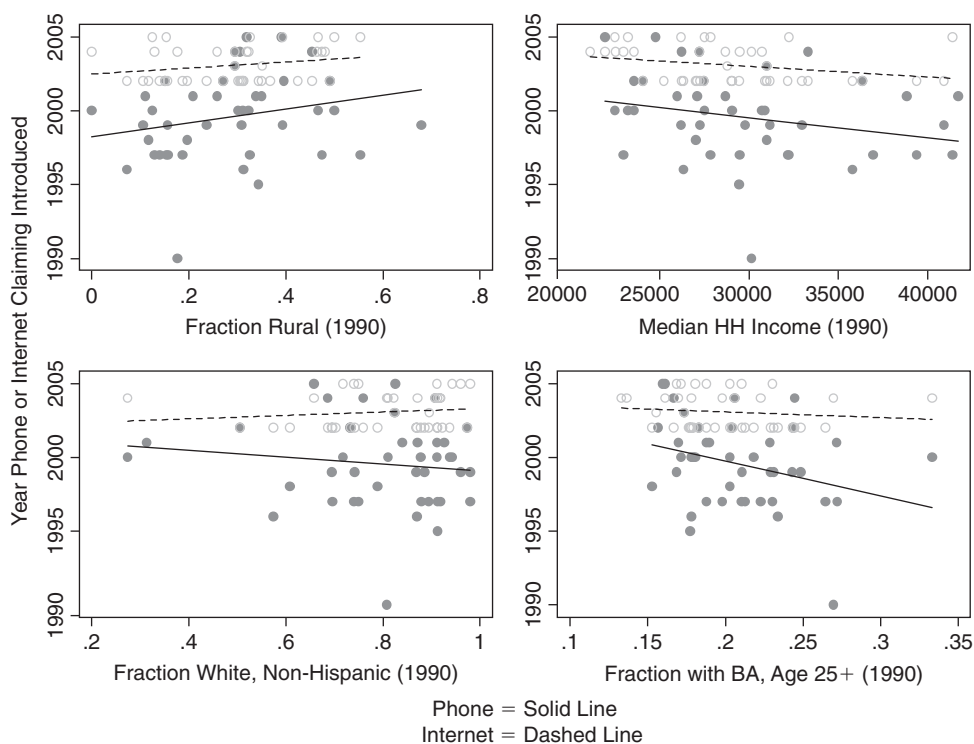 Year Phone or Internet Claiming Introduced
2005
2000
1995
1990
0 .2 .4 .6 .8
Fraction Rural (1990)
2005
2000
1995
1990
20000 25000 30000 35000 40000
Median HH Income (1990)
2005
2000
1995
1990
.2 .4 .6 .8 1
Fraction White, Non-Hispanic (1990)
2005
2000
1995
1990
.1 .15 .2 .25 .3 .35
Fraction with BA, Age 25+ (1990)
Phone = Solid Line
Internet = Dashed Line